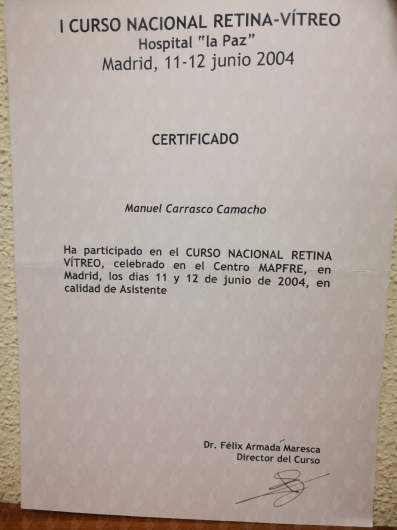 I CURSO NACIONAL RETINA-VÍTREO
Hospital "la Paz"
Madrid, 11-12 junio 2004
CERTIFICADO
Manuel Carrasco Camacho
Ha participado en el CURSO NACIONAL RETINA
VÍTREO, celebrado en el Centro MAPFRE, en
Madrid, los días 11 y 12 de junio de 2004, en
calidad de Asistente
Dr. Félix Armadá Maresca
Director del Curso